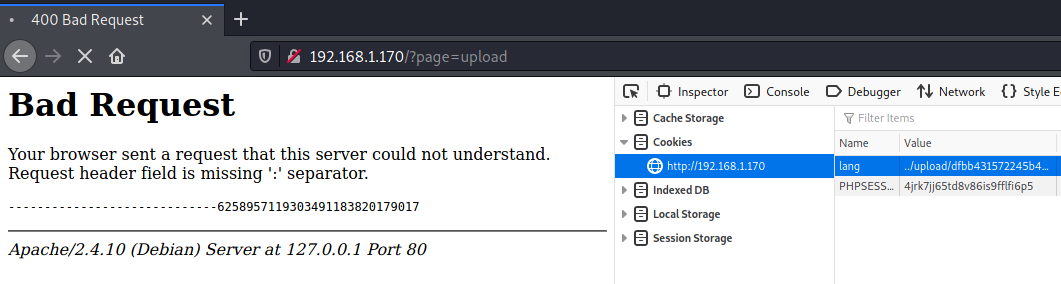 400 Bad Request
192.168.1.170/?page=upload
Bad Request
Your browser sent a request that this server could not understand.
Request header field is missing ':' separator.
-----------------------------6258957119303491183820179017
Apache/2.4.10 (Debian) Server at 127.0.0.1 Port 80
Inspector Console Debugger Network {} Style E
Cache Storage
Cookies
http://192.168.1.170
Indexed DB
Local Storage
Session Storage
Filter Items
Name Value
lang ../upload/dfbb431572245b4...
PHPSESS... 4jrk7jj65td8v86is9fflfi6p5